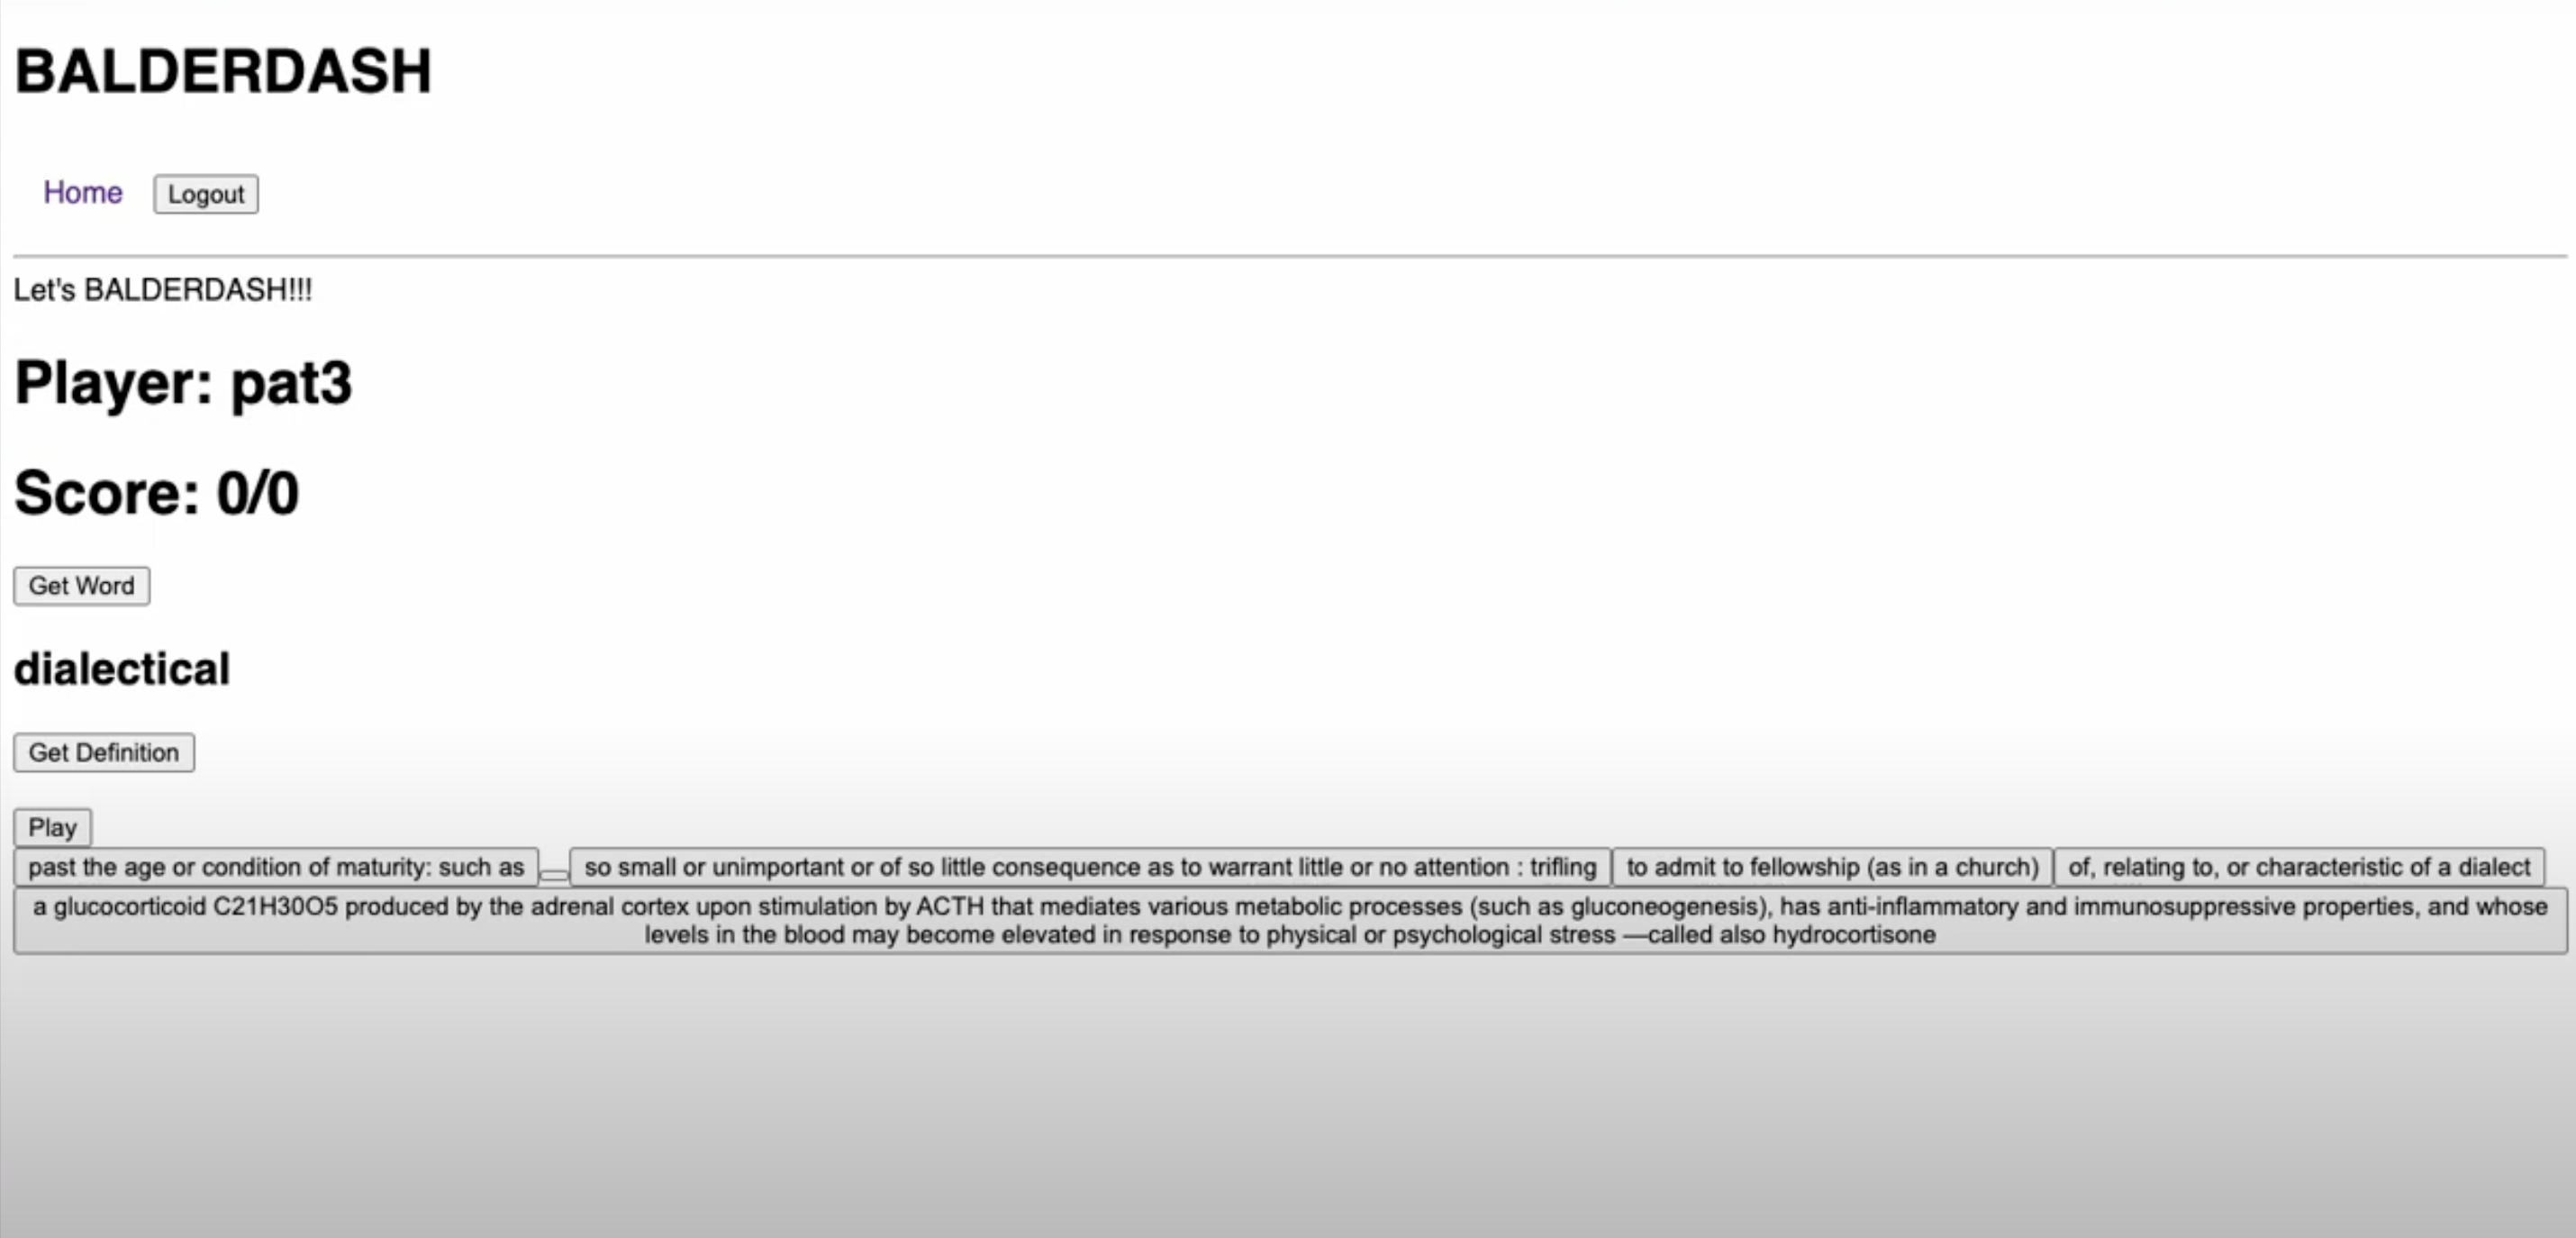 BALDERDASH
Home Logout
Let's BALDERDASH!!!
Player: pat3
Score: 0/0
Get Word
dialectical
Get Definition
Play
past the age or condition of maturity: such as so small or unimportant or of so little consequence as to warrant little or no attention : trifling to admit to fellowship (as in a church) of, relating to, or characteristic of a dialect
a glucocorticoid C21H30O5 produced by the adrenal cortex upon stimulation by ACTH that mediates various metabolic processes (such as gluconeogenesis), has anti-inflammatory and immunosuppressive properties, and whose
levels in the blood may become elevated in response to physical or psychological stress —called also hydrocortisone